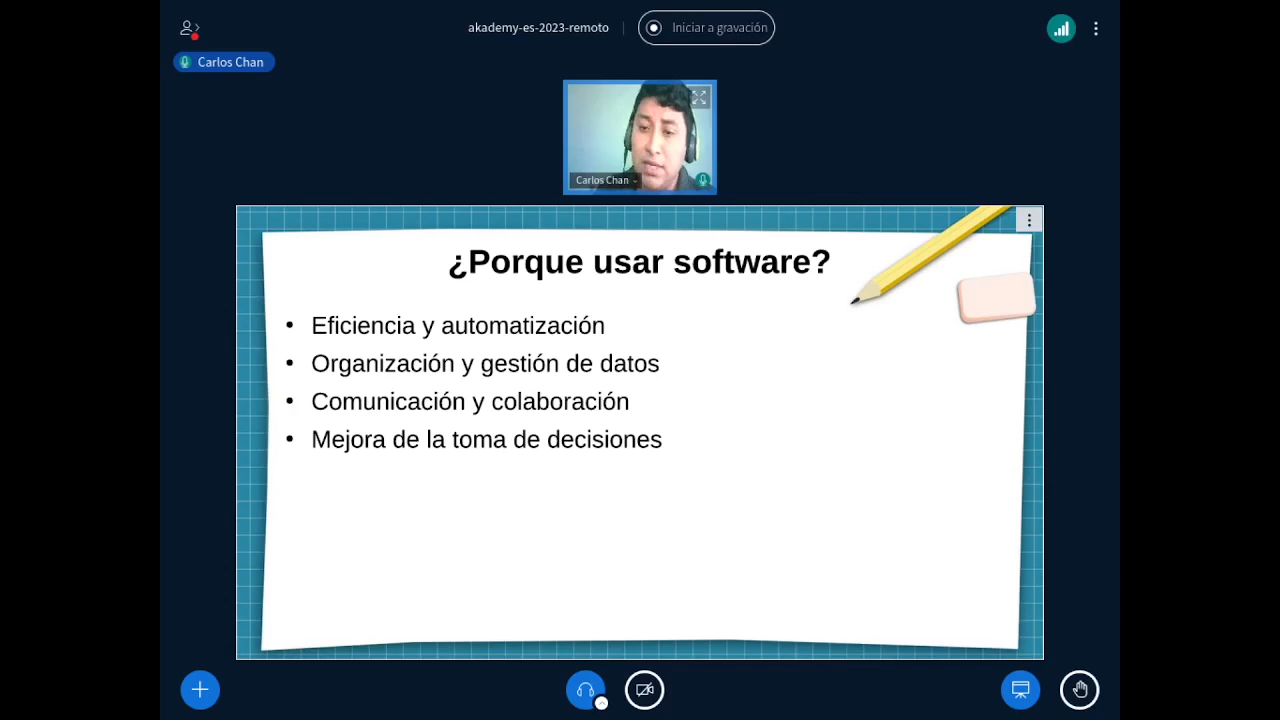 akademy-es-2023-remoto
Iniciar a gravación
Carlos Chan
Carlos Chan
¿Porque usar software?
• Eficiencia y automatización
• Organización y gestión de datos
• Comunicación y colaboración
• Mejora de la toma de decisiones